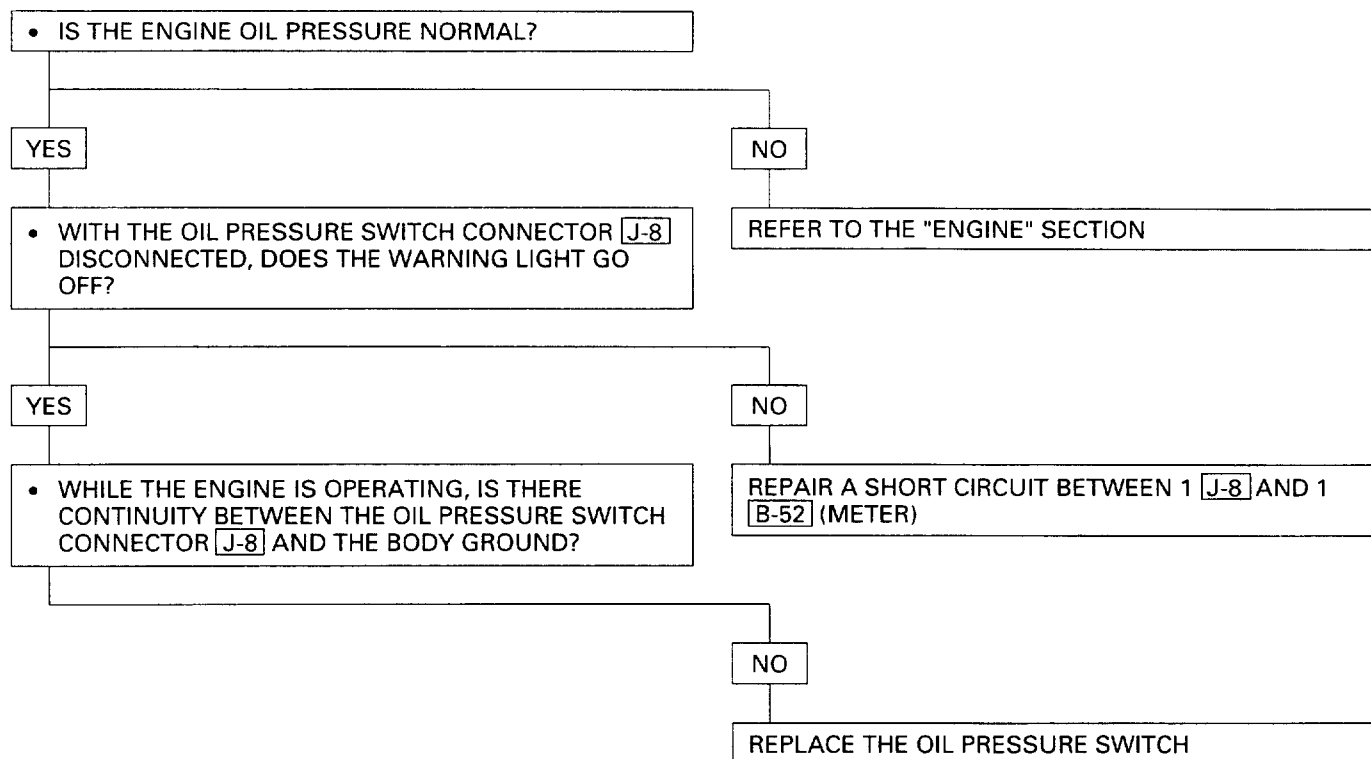 • IS THE ENGINE OIL PRESSURE NORMAL?
YES
NO
• WITH THE OIL PRESSURE SWITCH CONNECTOR J-8
DISCONNECTED, DOES THE WARNING LIGHT GO
OFF?
REFER TO THE "ENGINE" SECTION
YES
NO
• WHILE THE ENGINE IS OPERATING, IS THERE
CONTINUITY BETWEEN THE OIL PRESSURE SWITCH
CONNECTOR J-8 AND THE BODY GROUND?
REPAIR A SHORT CIRCUIT BETWEEN 1 J-8 AND 1
B-52 (METER)
NO
REPLACE THE OIL PRESSURE SWITCH